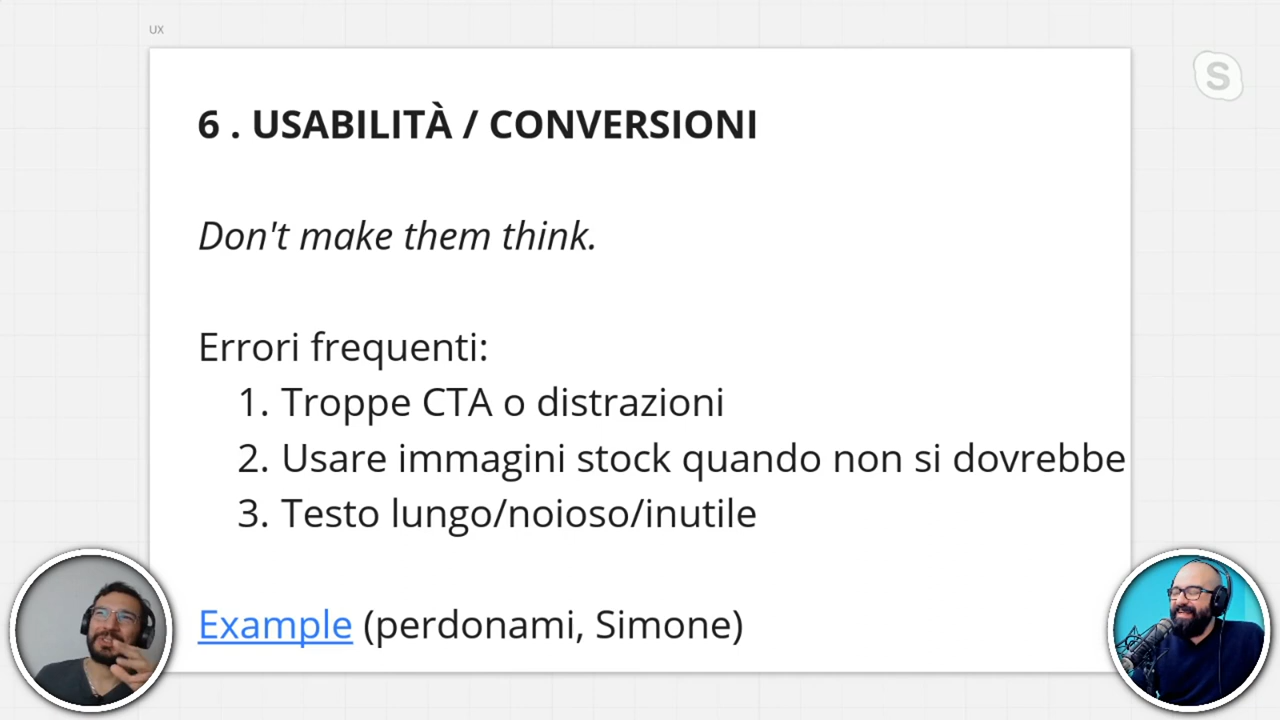 UX
S
6 . USABILITÀ / CONVERSIONI
Don't make them think.
Errori frequenti:
1. Troppe CTA o distrazioni
2. Usare immagini stock quando non si dovrebbe
3. Testo lungo/noioso/inutile
Example (perdonami, Simone)